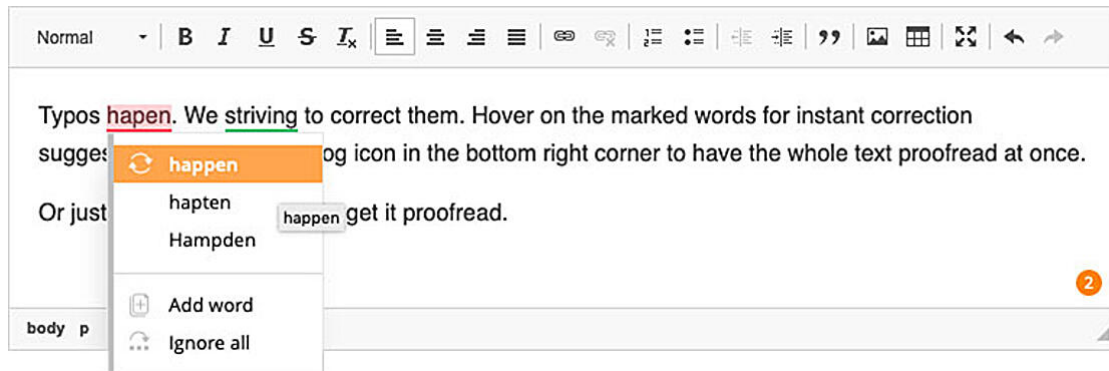 Normal
Typos hapen. We striving to correct them. Hover on the marked words for instant correction
sugges og icon in the bottom right corner to have the whole text proofread at once.
happen
hapten
Or just happen get it proofread.
Hampden
2
Add word
body p
Ignore all